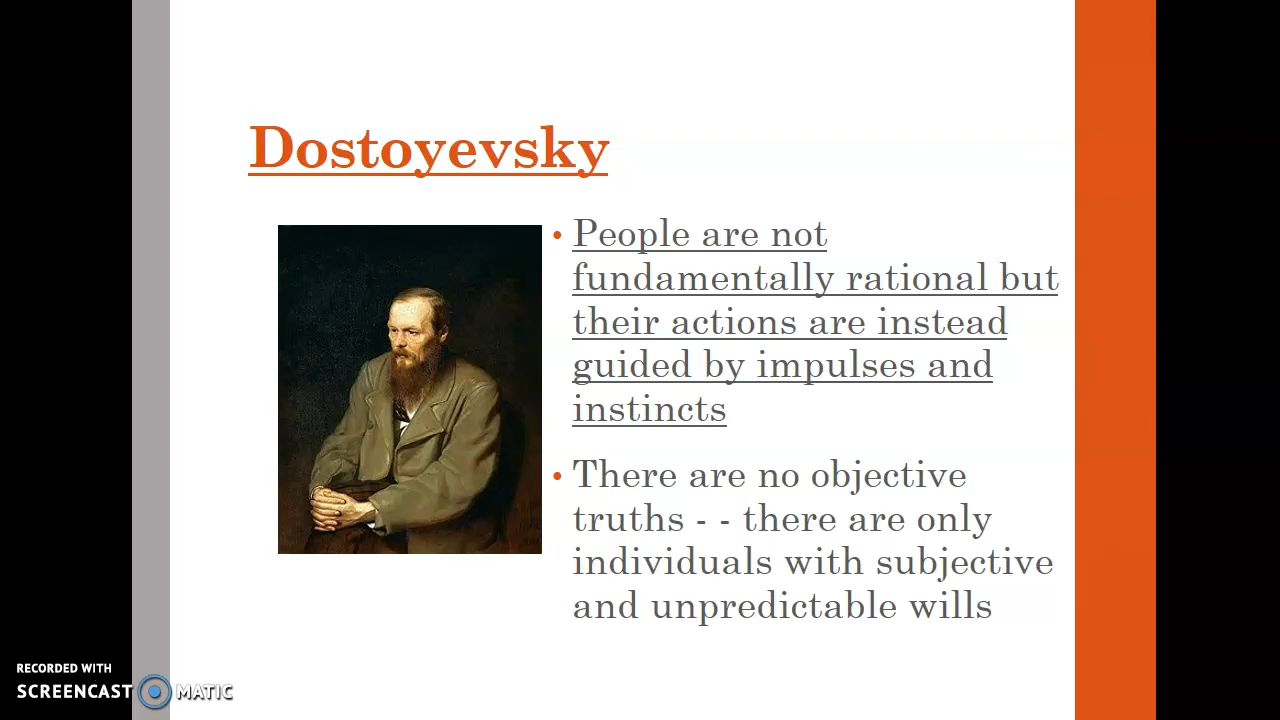 Dostoyevsky
• People are not
fundamentally rational but
their actions are instead
guided by impulses and
instincts
• There are no objective
truths - - there are only
individuals with subjective
and unpredictable wills
RECORDED WITH
SCREENCAST MATIC